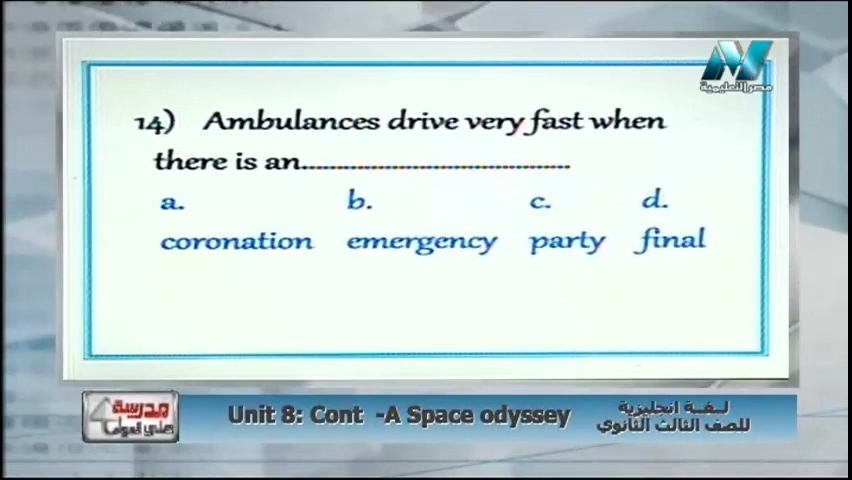 مصر التعليمية
14) Ambulances drive very fast when
there is an.......................................
a. b. c. d.
coronation emergency party final
مدرسة
على الهواء
Unit 8: Cont -A Space odyssey
لـغـة انجليزية
للصف الثالث الثانوي